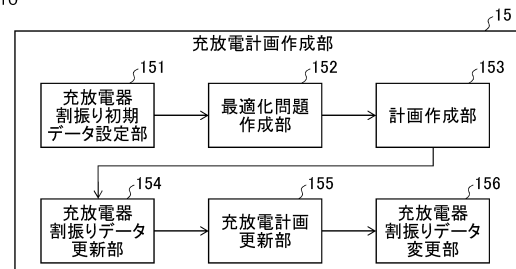 15
充放電計画作成部
151
充放電器
割振り初期
データ設定部
152
最適化問題
作成部
153
計画作成部
154
充放電器
割振りデータ
更新部
155
充放電計画
更新部
156
充放電器
割振りデータ
変更部